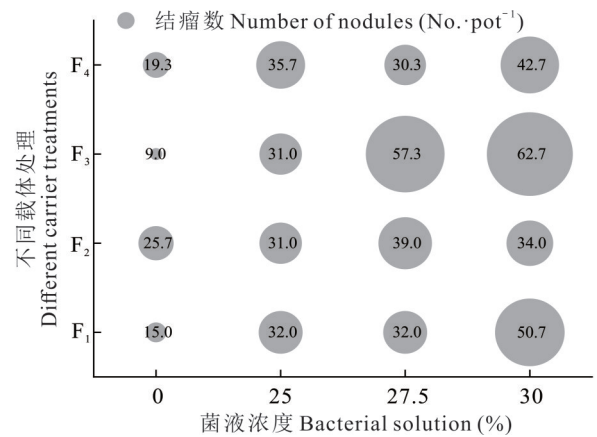 结瘤数 Number of nodules (No.·pot⁻¹)
不同载体处理
Different carrier treatments
F₄ 19.3 35.7 30.3 42.7
F₃ 9.0 31.0 57.3 62.7
F₂ 25.7 31.0 39.0 34.0
F₁ 15.0 32.0 32.0 50.7
0 25 27.5 30
菌液浓度 Bacterial solution (%)